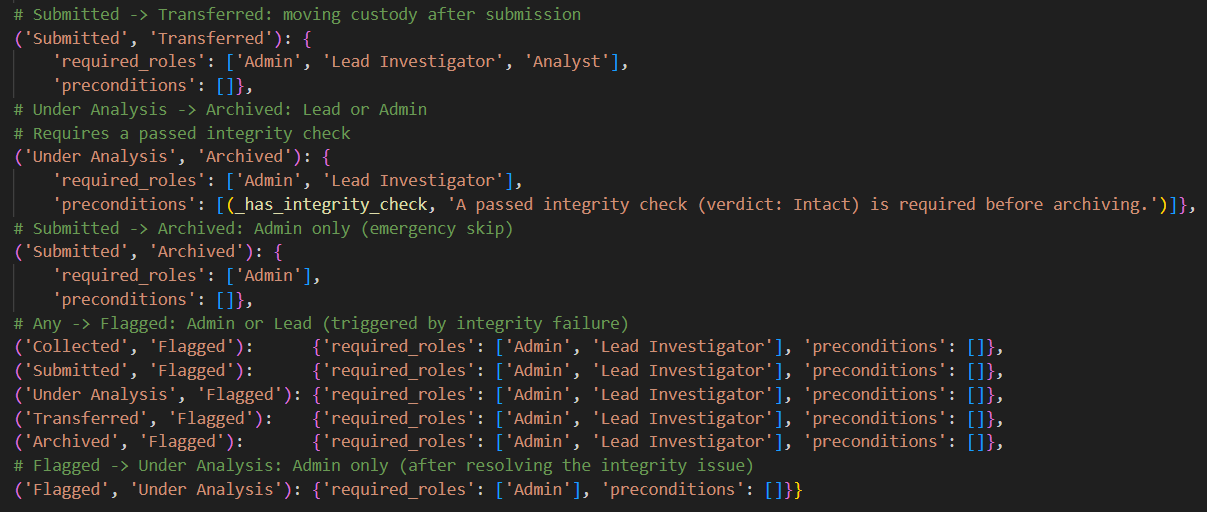 # Submitted -> Transferred: moving custody after submission
('Submitted', 'Transferred'): {
    'required_roles': ['Admin', 'Lead Investigator', 'Analyst'],
    'preconditions': []},
# Under Analysis -> Archived: Lead or Admin
# Requires a passed integrity check
('Under Analysis', 'Archived'): {
    'required_roles': ['Admin', 'Lead Investigator'],
    'preconditions': [(_has_integrity_check, 'A passed integrity check (verdict: Intact) is required before archiving.')]},
# Submitted -> Archived: Admin only (emergency skip)
('Submitted', 'Archived'): {
    'required_roles': ['Admin'],
    'preconditions': []},
# Any -> Flagged: Admin or Lead (triggered by integrity failure)
('Collected', 'Flagged'):      {'required_roles': ['Admin', 'Lead Investigator'], 'preconditions': []},
('Submitted', 'Flagged'):      {'required_roles': ['Admin', 'Lead Investigator'], 'preconditions': []},
('Under Analysis', 'Flagged'): {'required_roles': ['Admin', 'Lead Investigator'], 'preconditions': []},
('Transferred', 'Flagged'):    {'required_roles': ['Admin', 'Lead Investigator'], 'preconditions': []},
('Archived', 'Flagged'):       {'required_roles': ['Admin', 'Lead Investigator'], 'preconditions': []},
# Flagged -> Under Analysis: Admin only (after resolving the integrity issue)
('Flagged', 'Under Analysis'): {'required_roles': ['Admin'], 'preconditions': []}}